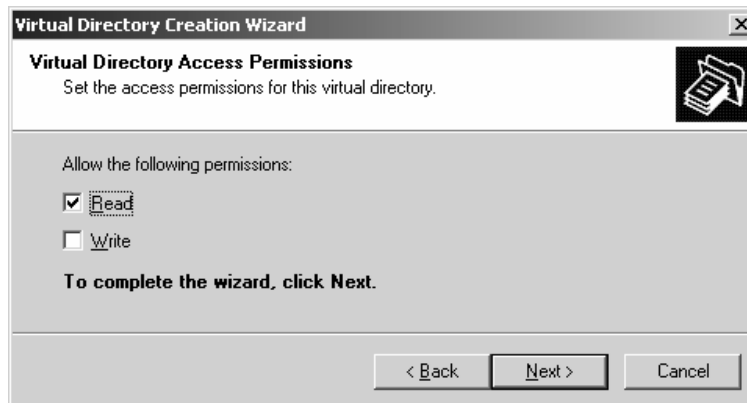 Virtual Directory Creation Wizard
Virtual Directory Access Permissions
Set the access permissions for this virtual directory.
Allow the following permissions:
Read
Write
To complete the wizard, click Next.
< Back
Next >
Cancel